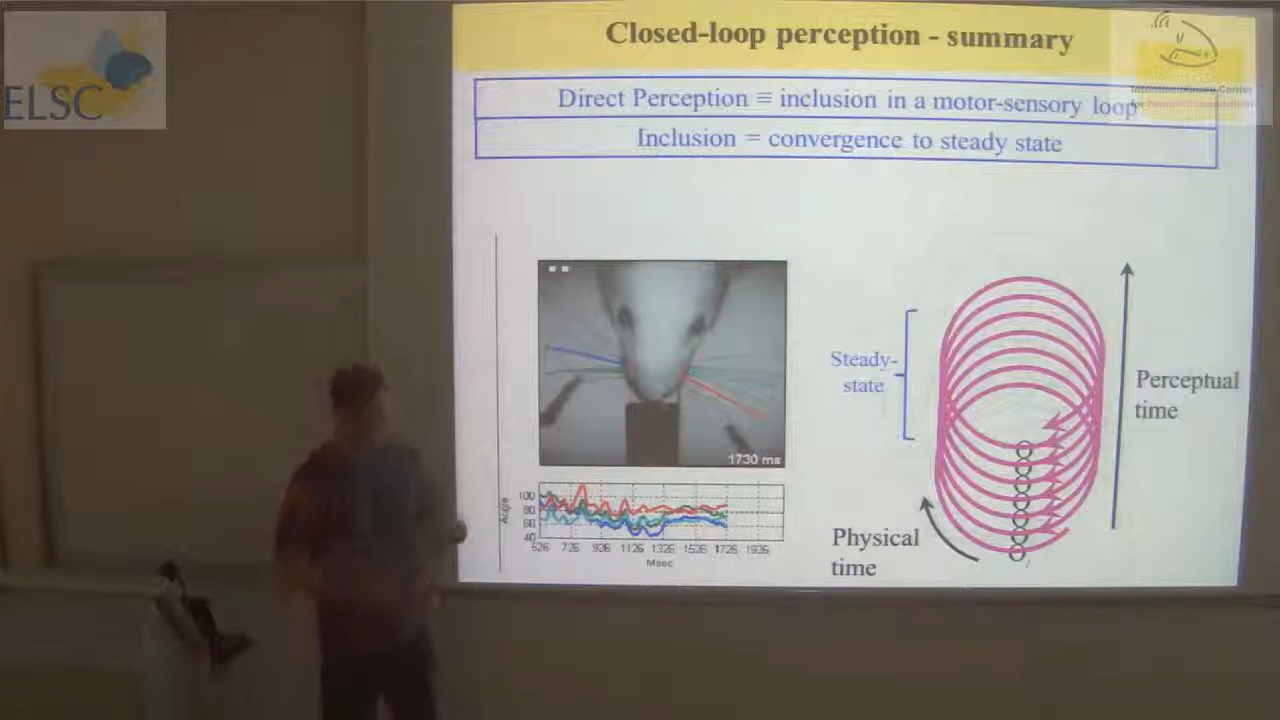 ELSC
Closed-loop perception - summary
Direct Perception ≡ inclusion in a motor-sensory loop
Inclusion = convergence to steady state
1730 ms
Angle
100
80
60
40
526 726 926 1126 1326 1526 1726 1926
Msec
Steady-
state
Perceptual
time
Physical
time